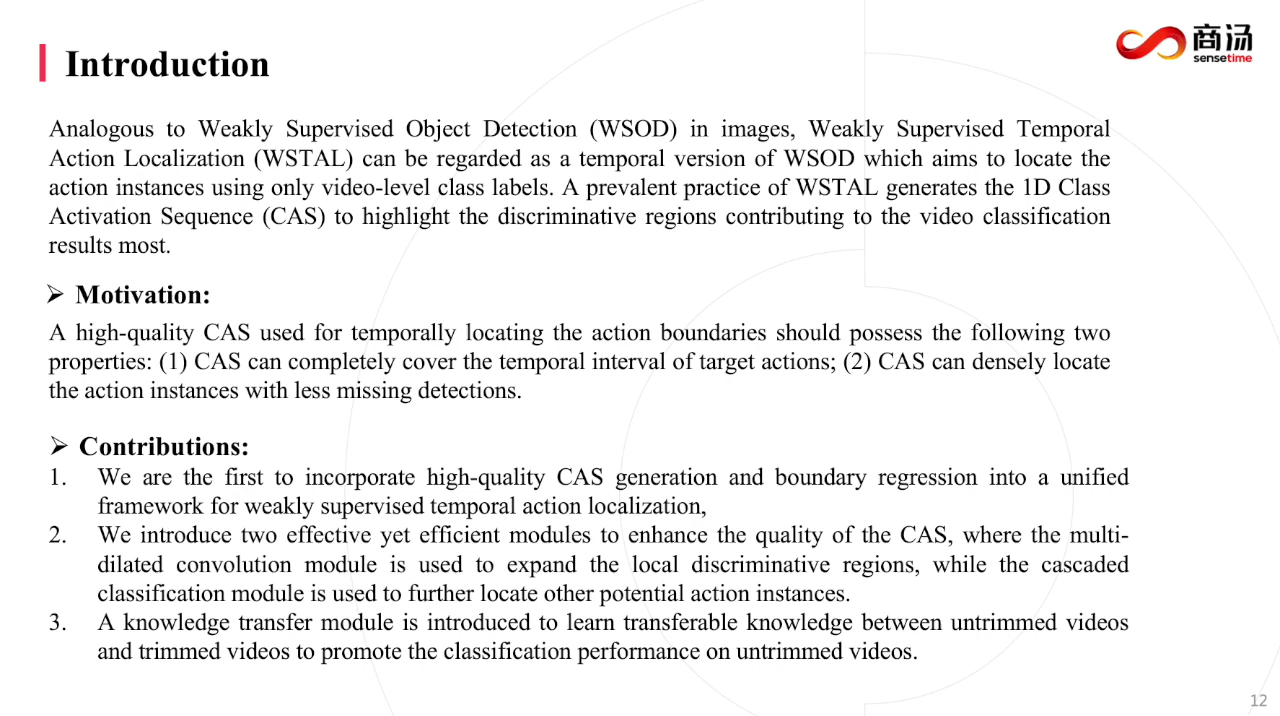 Introduction
商汤
sensetime
Analogous to Weakly Supervised Object Detection (WSOD) in images, Weakly Supervised Temporal
Action Localization (WSTAL) can be regarded as a temporal version of WSOD which aims to locate the
action instances using only video-level class labels. A prevalent practice of WSTAL generates the 1D Class
Activation Sequence (CAS) to highlight the discriminative regions contributing to the video classification
results most.
➢ Motivation:
A high-quality CAS used for temporally locating the action boundaries should possess the following two
properties: (1) CAS can completely cover the temporal interval of target actions; (2) CAS can densely locate
the action instances with less missing detections.
➢ Contributions:
1. We are the first to incorporate high-quality CAS generation and boundary regression into a unified
framework for weakly supervised temporal action localization,
2. We introduce two effective yet efficient modules to enhance the quality of the CAS, where the multi-
dilated convolution module is used to expand the local discriminative regions, while the cascaded
classification module is used to further locate other potential action instances.
3. A knowledge transfer module is introduced to learn transferable knowledge between untrimmed videos
and trimmed videos to promote the classification performance on untrimmed videos.
12